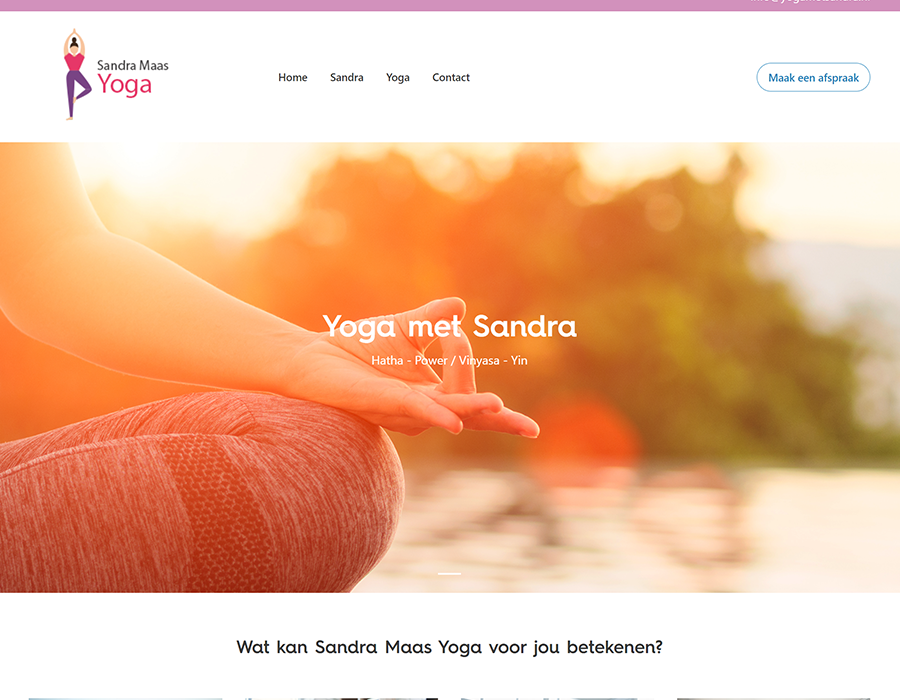 Sandra Maas
Yoga
Home
Sandra
Yoga
Contact
Maak een afspraak
Yoga met Sandra
Hatha - Power / Vinyasa - Yin
Wat kan Sandra Maas Yoga voor jou betekenen?